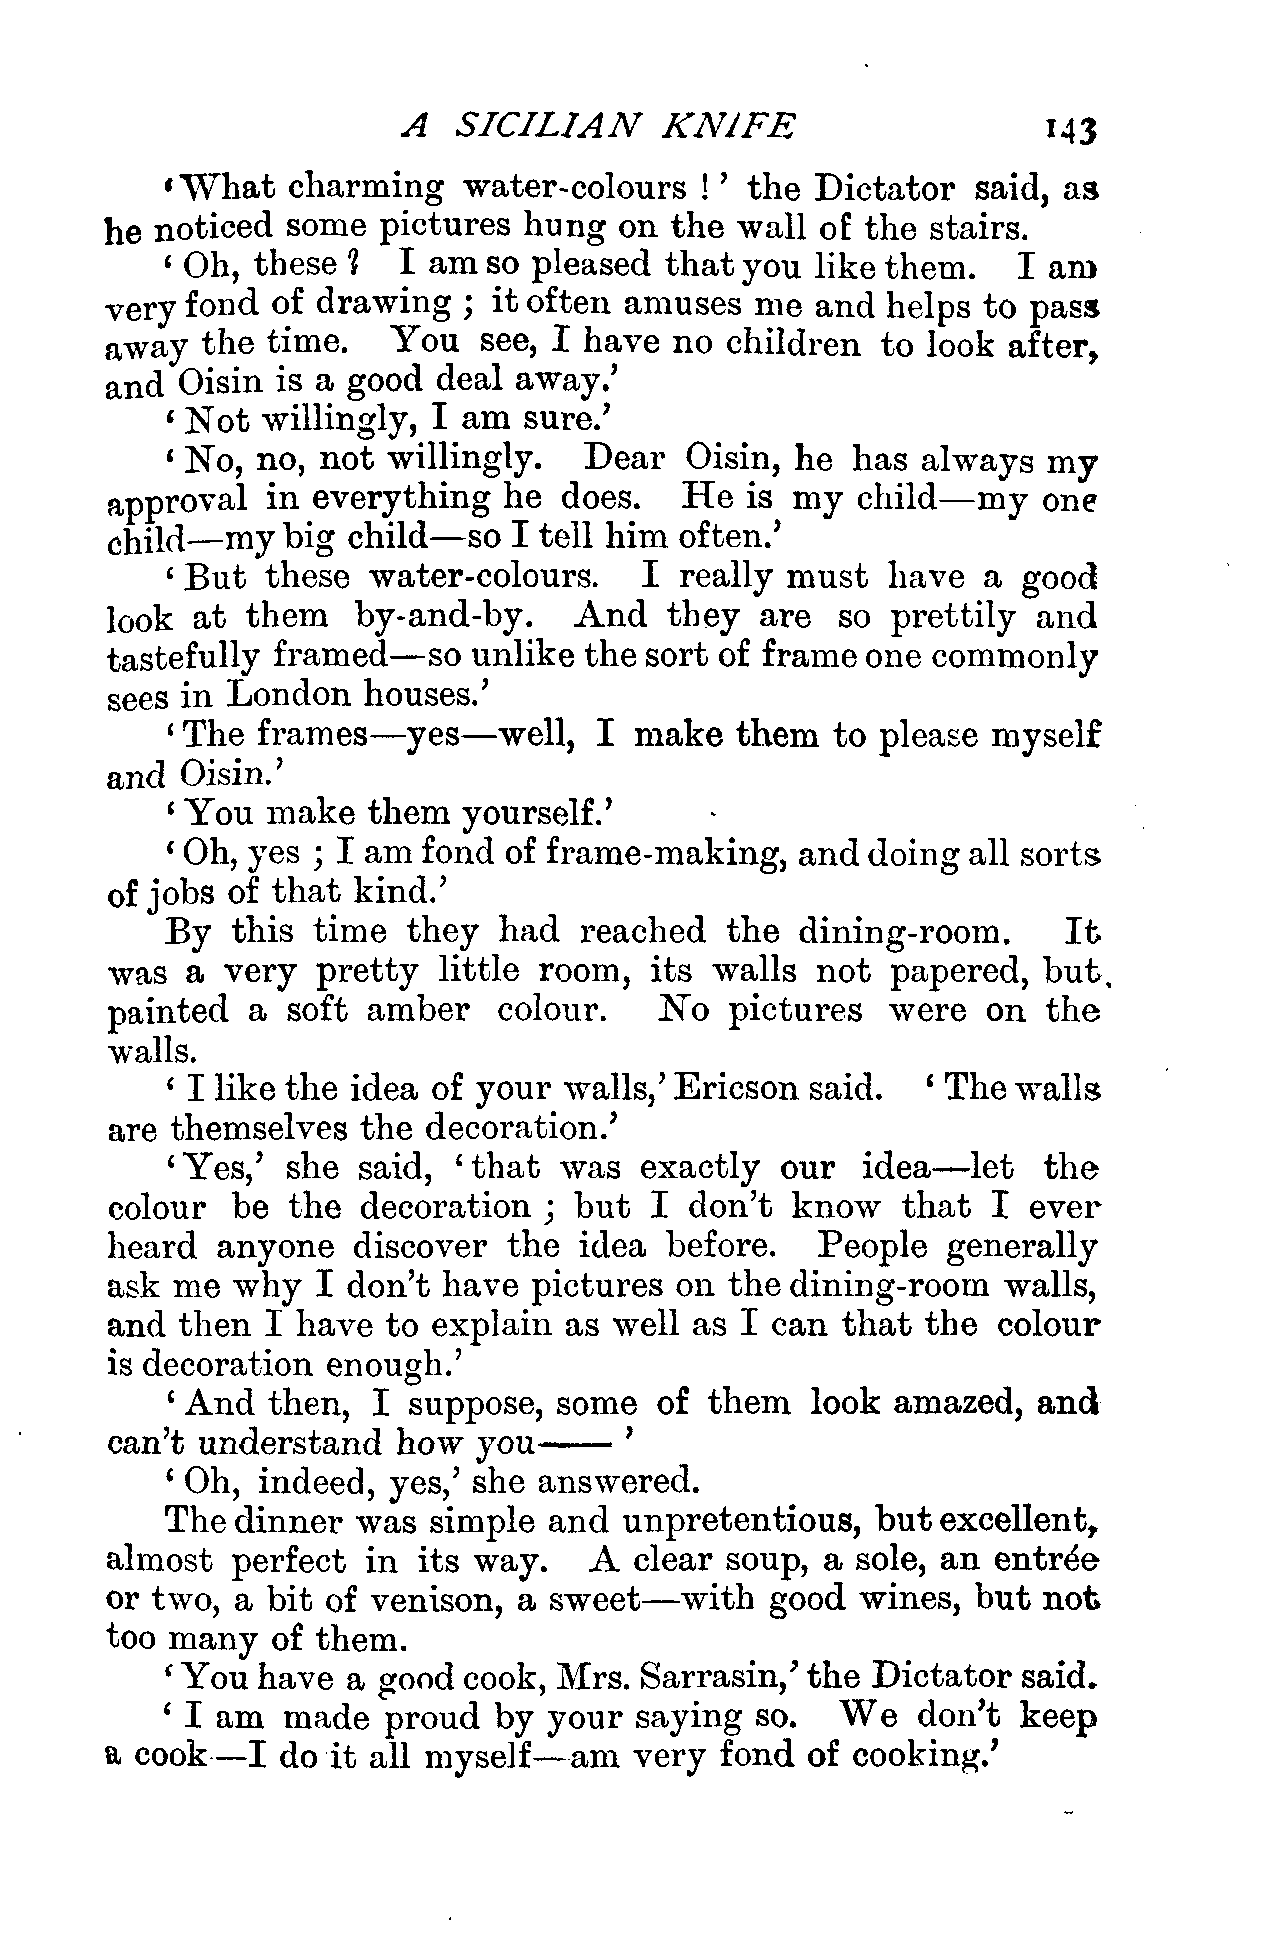 A SICILIAN KNIFE 143
'What charming water-colours!' the Dictator said, as
he noticed some pictures hung on the wall of the stairs.
'Oh, these? I am so pleased that you like them. I am
very fond of drawing; it often amuses me and helps to pass
away the time. You see, I have no children to look after,
and Oisin is a good deal away.'
'Not willingly, I am sure.'
'No, no, not willingly. Dear Oisin, he has always my
approval in everything he does. He is my child—my one
child—my big child—so I tell him often.'
'But these water-colours. I really must have a good
look at them by-and-by. And they are so prettily and
tastefully framed—so unlike the sort of frame one commonly
sees in London houses.'
'The frames—yes—well, I make them to please myself
and Oisin.'
'You make them yourself.'
'Oh, yes; I am fond of frame-making, and doing all sorts
of jobs of that kind.'
By this time they had reached the dining-room. It
was a very pretty little room, its walls not papered, but
painted a soft amber colour. No pictures were on the
walls.
'I like the idea of your walls,' Ericson said. 'The walls
are themselves the decoration.'
'Yes,' she said, 'that was exactly our idea—let the
colour be the decoration; but I don't know that I ever
heard anyone discover the idea before. People generally
ask me why I don't have pictures on the dining-room walls,
and then I have to explain as well as I can that the colour
is decoration enough.'
'And then, I suppose, some of them look amazed, and
can't understand how you——'
'Oh, indeed, yes,' she answered.
The dinner was simple and unpretentious, but excellent,
almost perfect in its way. A clear soup, a sole, an entrée
or two, a bit of venison, a sweet—with good wines, but not
too many of them.
'You have a good cook, Mrs. Sarrasin,' the Dictator said.
'I am made proud by your saying so. We don't keep
a cook—I do it all myself—am very fond of cooking.'